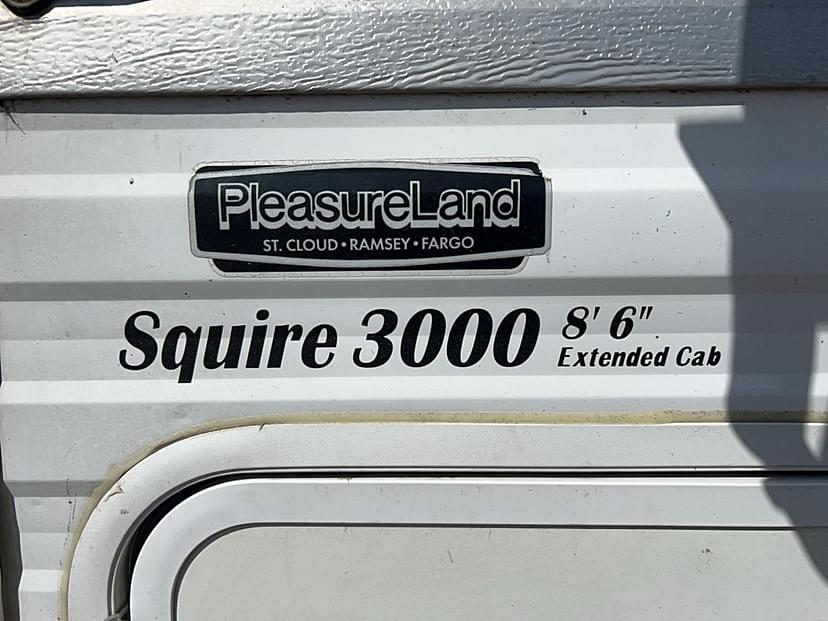 PleasureLand
ST. CLOUD • RAMSEY • FARGO
Squire 3000 8' 6"
Extended Cab